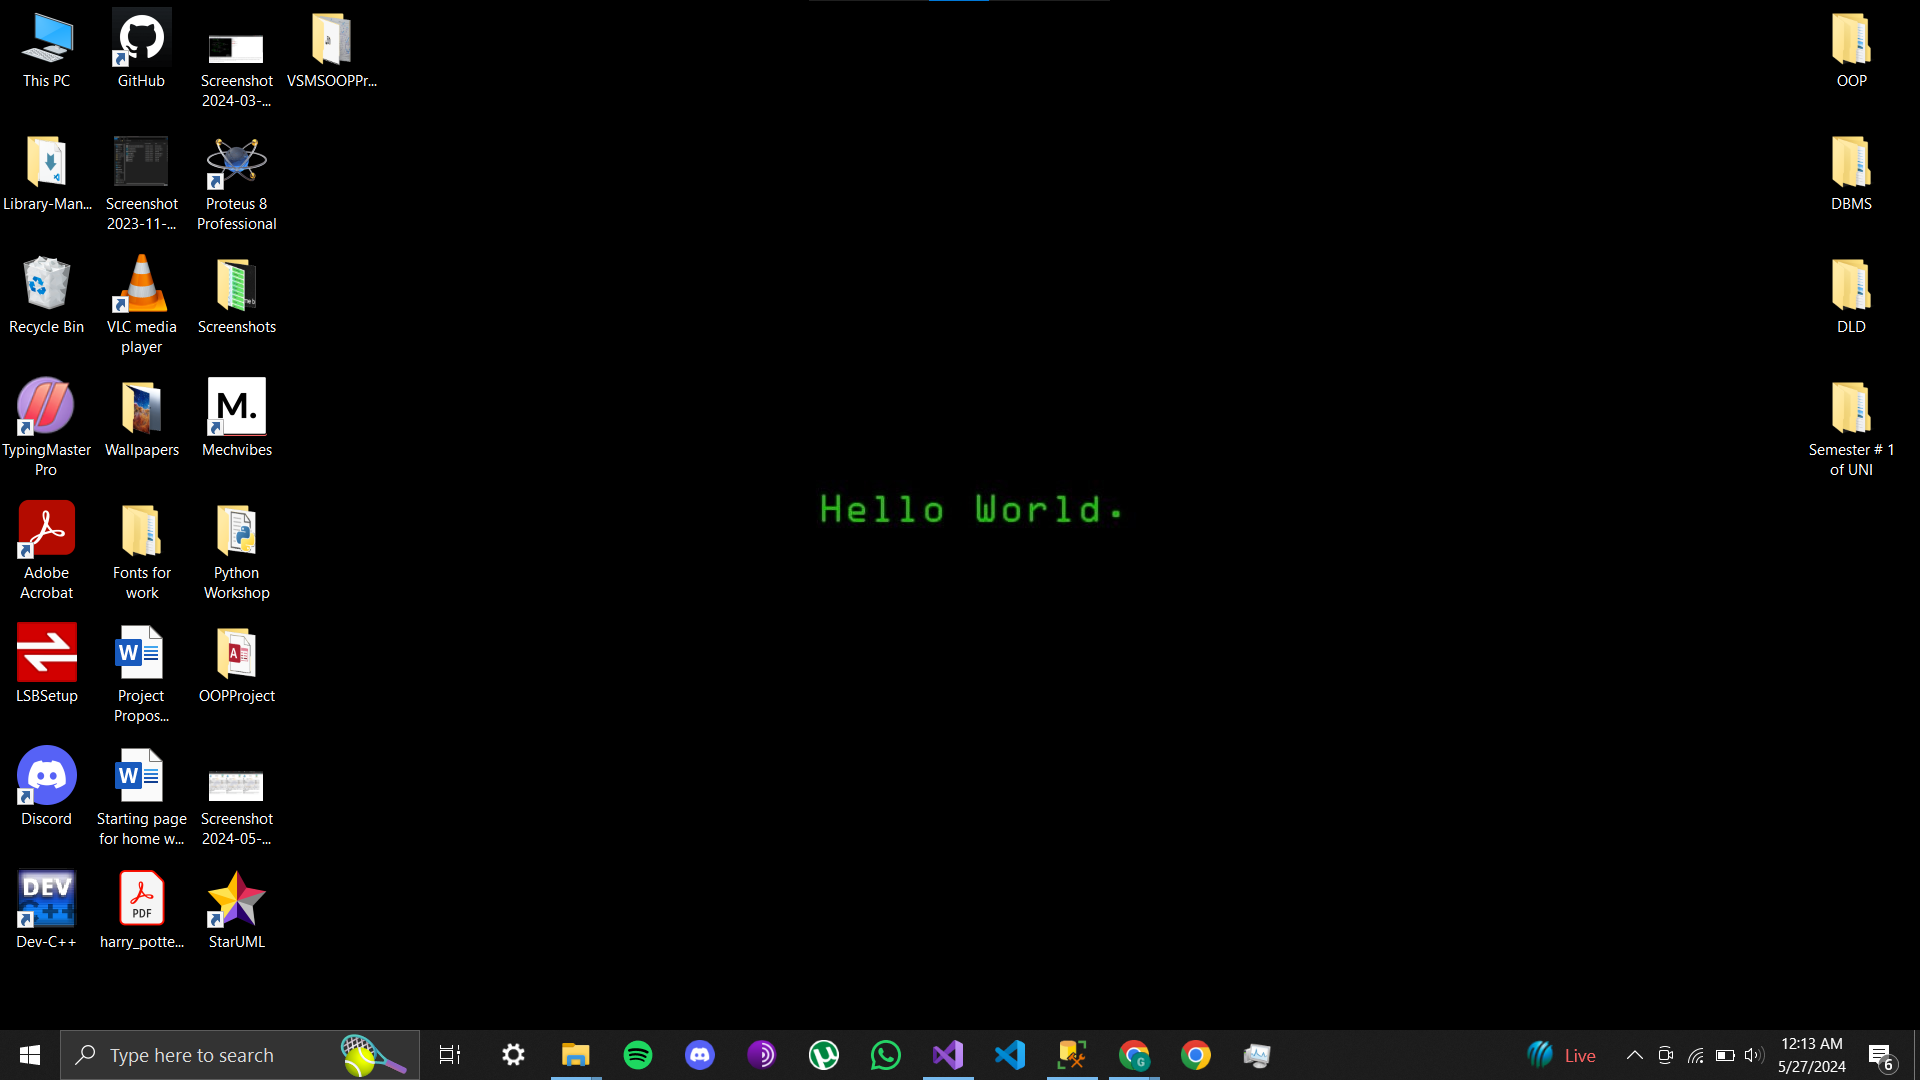 This PC
GitHub
Screenshot
2024-03-...
VSMSOOPPr...
OOP
Library-Man...
Screenshot
2023-11-...
Proteus 8
Professional
DBMS
Recycle Bin
VLC media
player
Screenshots
DLD
TypingMaster
Pro
Wallpapers
M.
Mechvibes
Semester # 1
of UNI
Hello World.
Adobe
Acrobat
Fonts for
work
Python
Workshop
LSBSetup
W
Project
Propos...
A
OOPProject
Discord
W
Starting page
for home w...
Screenshot
2024-05-...
DEV
C++
Dev-C++
PDF
harry_potte...
StarUML
Type here to search
G
Live
12:13 AM
5/27/2024
6